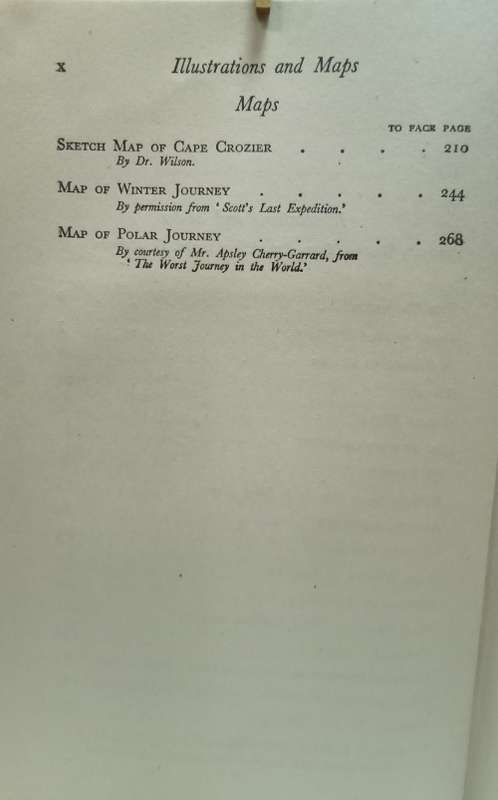 x Illustrations and Maps
Maps
TO FACE PAGE
SKETCH MAP OF CAPE CROZIER . . . . 210
By Dr. Wilson.
MAP OF WINTER JOURNEY . . . . . 244
By permission from ‘ Scott's Last Expedition.’
MAP OF POLAR JOURNEY . . . . . 268
By courtesy of Mr. Apsley Cherry-Garrard, from
‘ The Worst Journey in the World.’